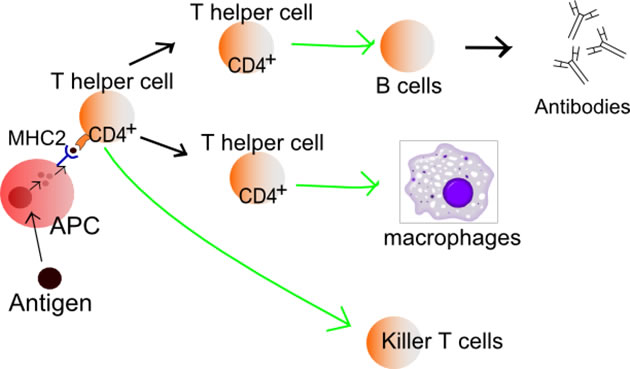 T helper cell
CD4+
B cells
Antibodies
T helper cell
CD4+
MHC2
APC
Antigen
T helper cell
CD4+
macrophages
Killer T cells